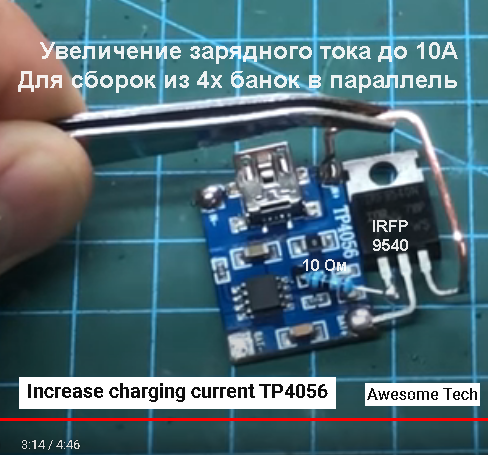 Увеличение зарядного тока до 10А
Для сборок из 4х банок в параллель
TP4056
IRFP
9540
10 Ом
Increase charging current TP4056
Awesome Tech
3:14 / 4:46